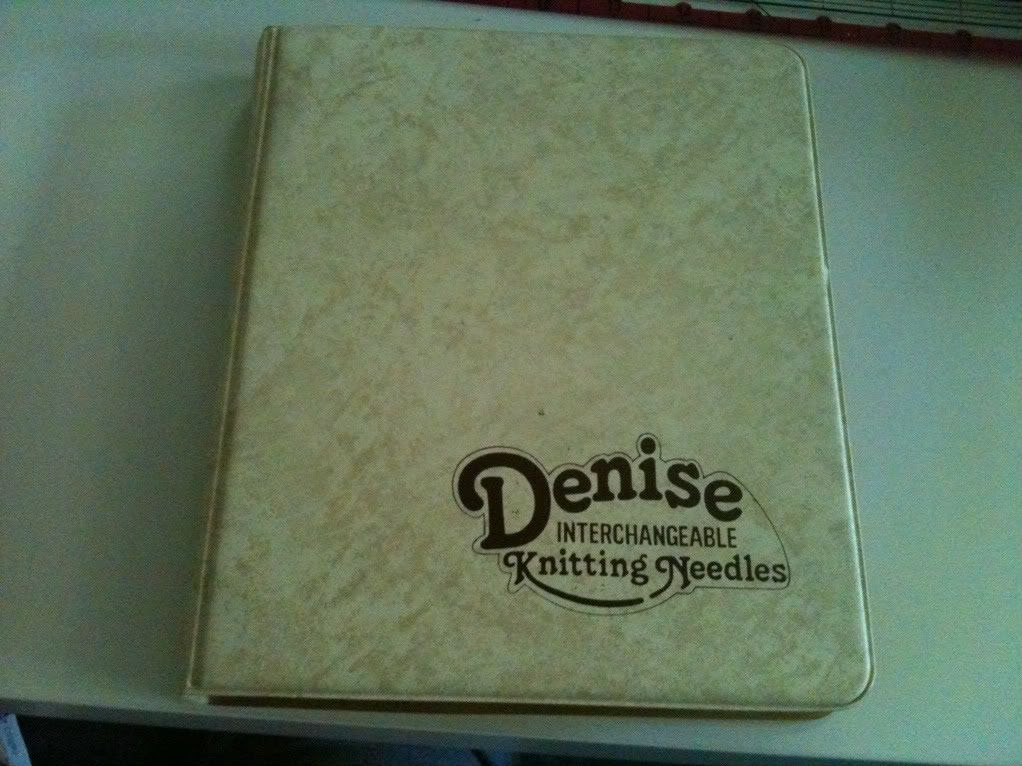 Denise
INTERCHANGEABLE
Knitting Needles